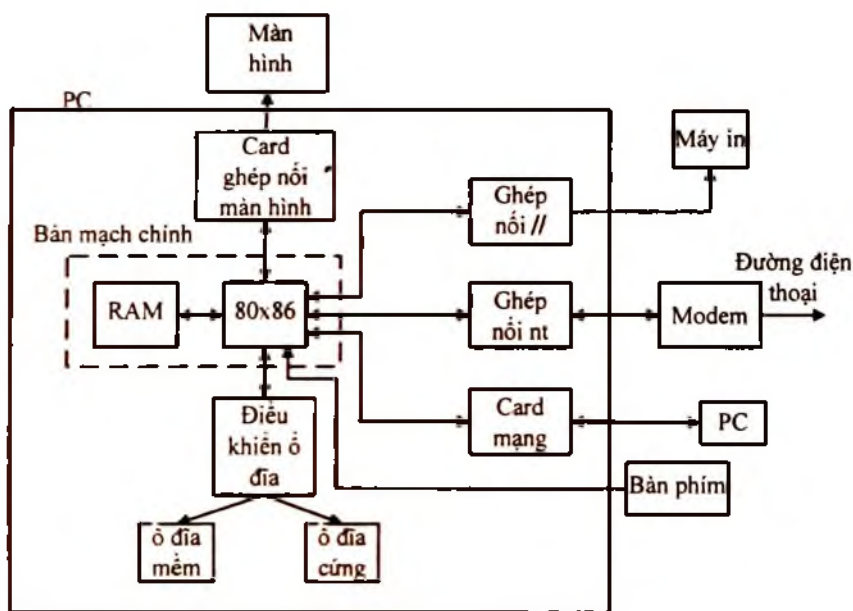 Màn
hình
PC
Card
ghép nối
màn hình
Máy in
Ghép
nối //
Bản mạch chính
Đường điện
thoại
RAM
80x86
Ghép
nối nt
Modem
Điều
khiển ổ
đĩa
Card
mạng
PC
Bàn phím
ổ đĩa
mềm
ổ đĩa
cứng